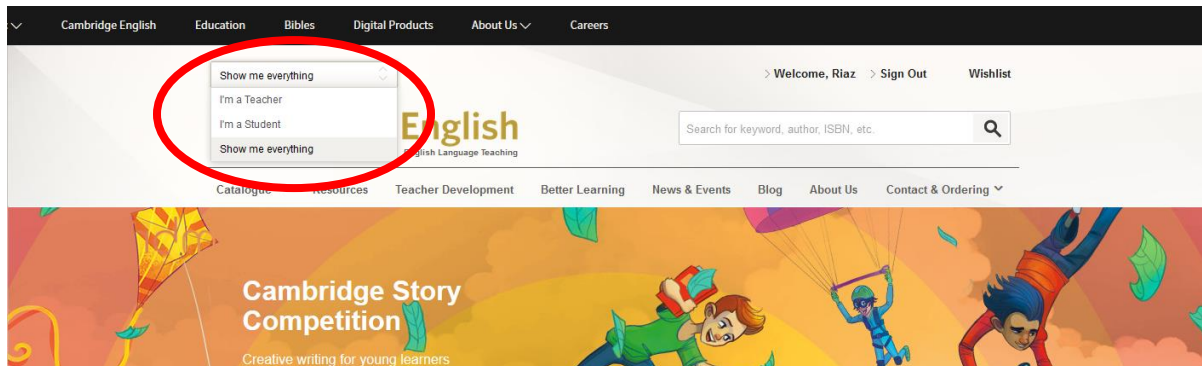 Cambridge English Education Bibles Digital Products About Us Careers
Show me everything
> Welcome, Riaz > Sign Out Wishlist
I'm a Teacher
I'm a Student
Show me everything
English
English Language Teaching
Search for keyword, author, ISBN, etc.
Catalogue Resources Teacher Development Better Learning News & Events Blog About Us Contact & Ordering
Cambridge Story
Competition
Creative writing for young learners